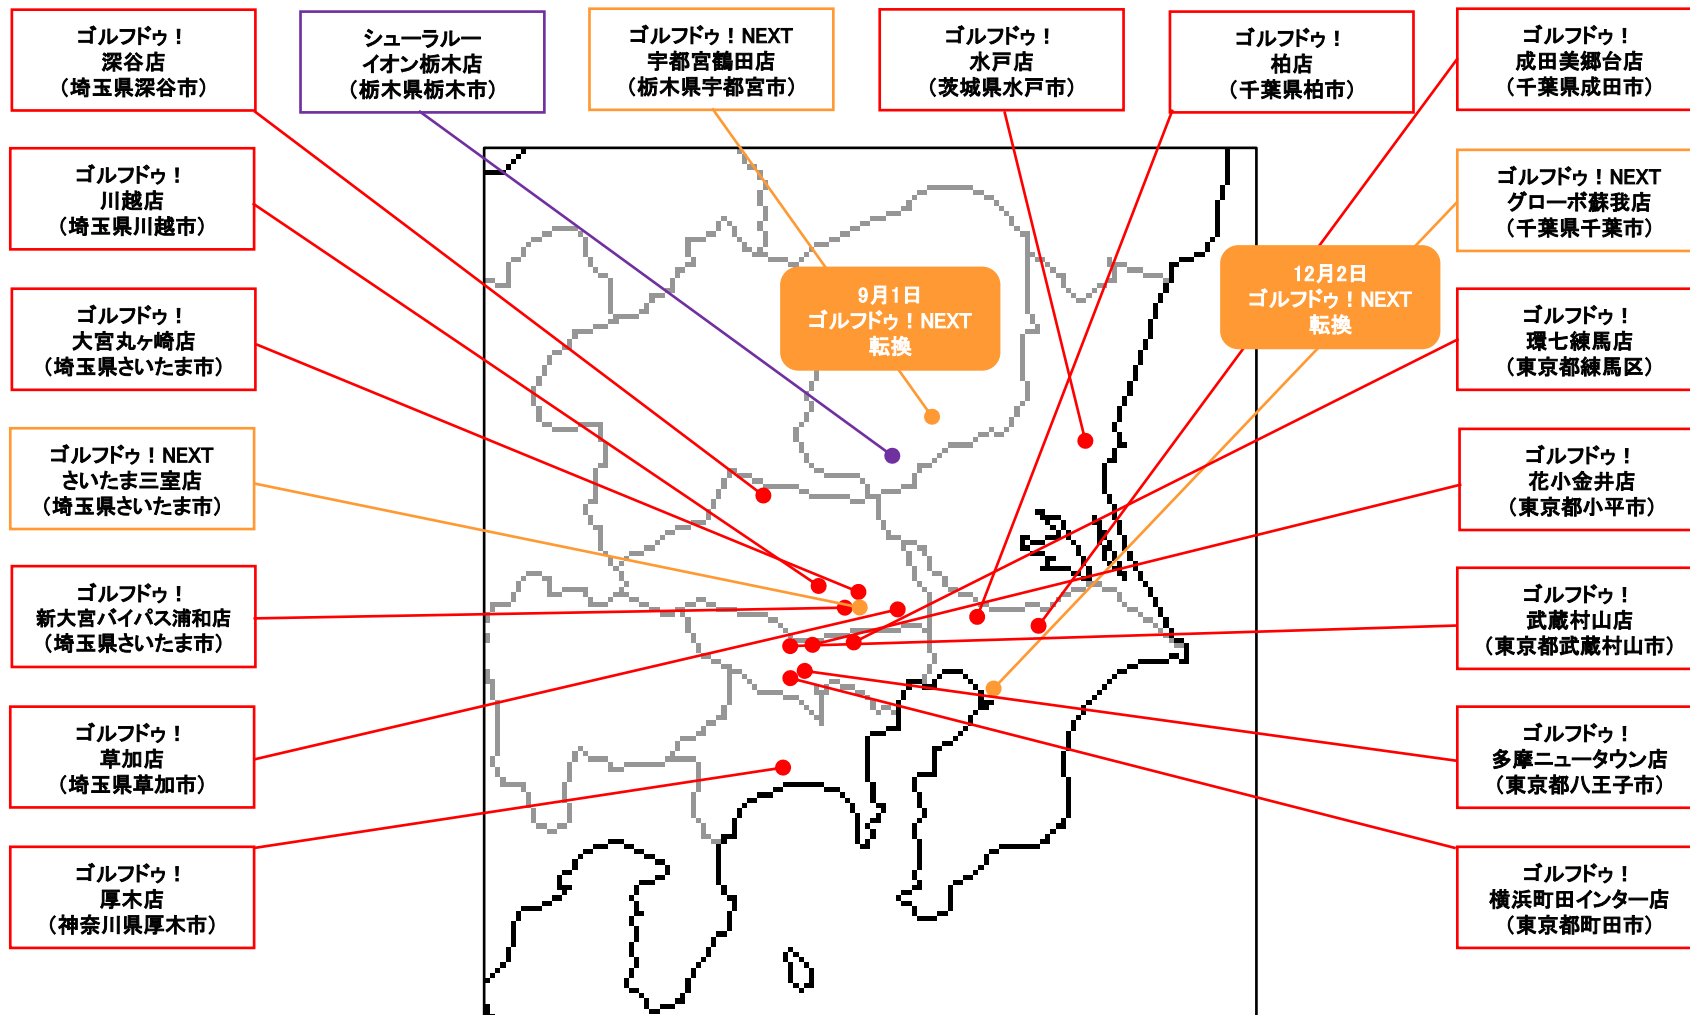 ゴルフドゥ！
深谷店
（埼玉県深谷市）
シューラルー
イオン栃木店
（栃木県栃木市）
ゴルフドゥ！NEXT
宇都宮鶴田店
（栃木県宇都宮市）
ゴルフドゥ！
水戸店
（茨城県水戸市）
ゴルフドゥ！
柏店
（千葉県柏市）
ゴルフドゥ！
成田美郷台店
（千葉県成田市）
ゴルフドゥ！
川越店
（埼玉県川越市）
ゴルフドゥ！NEXT
グローボ蘇我店
（千葉県千葉市）
9月1日
ゴルフドゥ！NEXT
転換
12月2日
ゴルフドゥ！NEXT
転換
ゴルフドゥ！
大宮丸ヶ崎店
（埼玉県さいたま市）
ゴルフドゥ！
環七練馬店
（東京都練馬区）
ゴルフドゥ！NEXT
さいたま三室店
（埼玉県さいたま市）
ゴルフドゥ！
花小金井店
（東京都小平市）
ゴルフドゥ！
新大宮バイパス浦和店
（埼玉県さいたま市）
ゴルフドゥ！
武蔵村山店
（東京都武蔵村山市）
ゴルフドゥ！
草加店
（埼玉県草加市）
ゴルフドゥ！
多摩ニュータウン店
（東京都八王子市）
ゴルフドゥ！
厚木店
（神奈川県厚木市）
ゴルフドゥ！
横浜町田インター店
（東京都町田市）